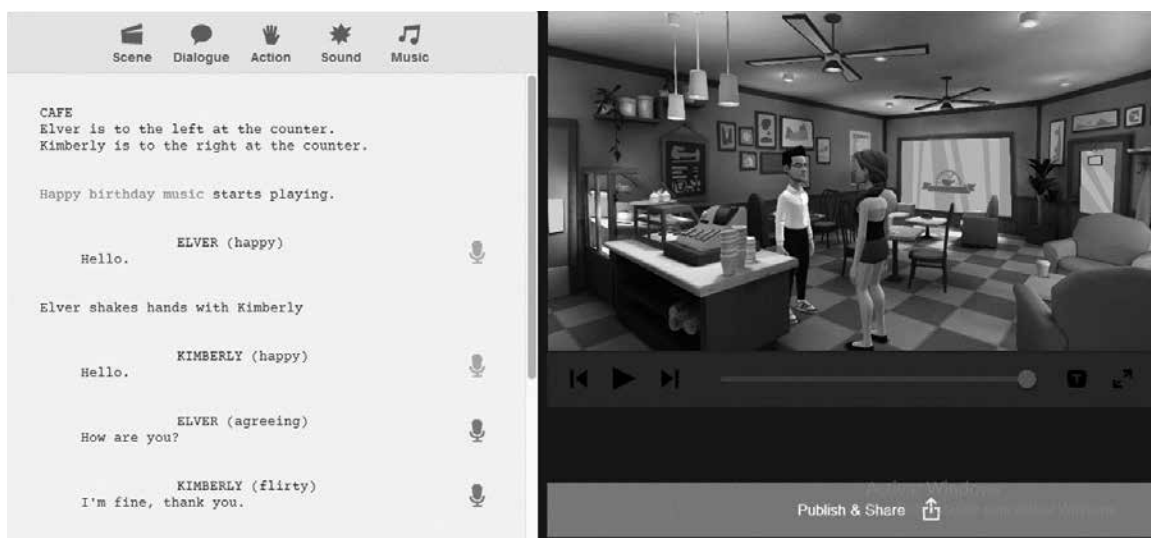 Scene Dialogue Action Sound Music
CAFE
Elver is to the left at the counter.
Kimberly is to the right at the counter.
Happy birthday music starts playing.
ELVER (happy)
Hello.
Elver shakes hands with Kimberly
KIMBERLY (happy)
Hello.
ELVER (agreeing)
How are you?
KIMBERLY (flirty)
I'm fine, thank you.
T
Publish & Share